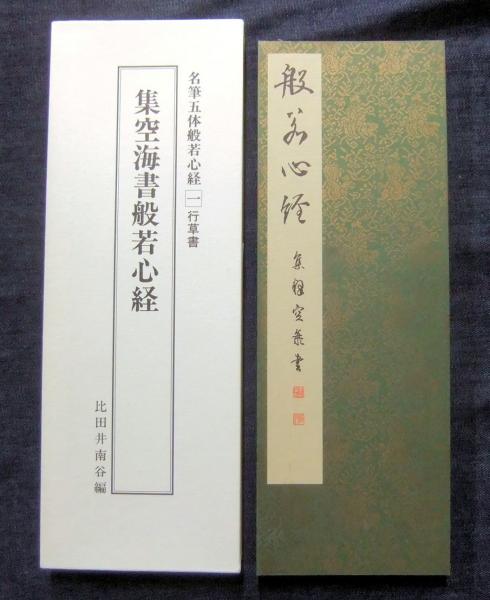 名筆五体般若心経 一 行草書
集空海書般若心経
比田井南谷編
般若心経
集釋空海書